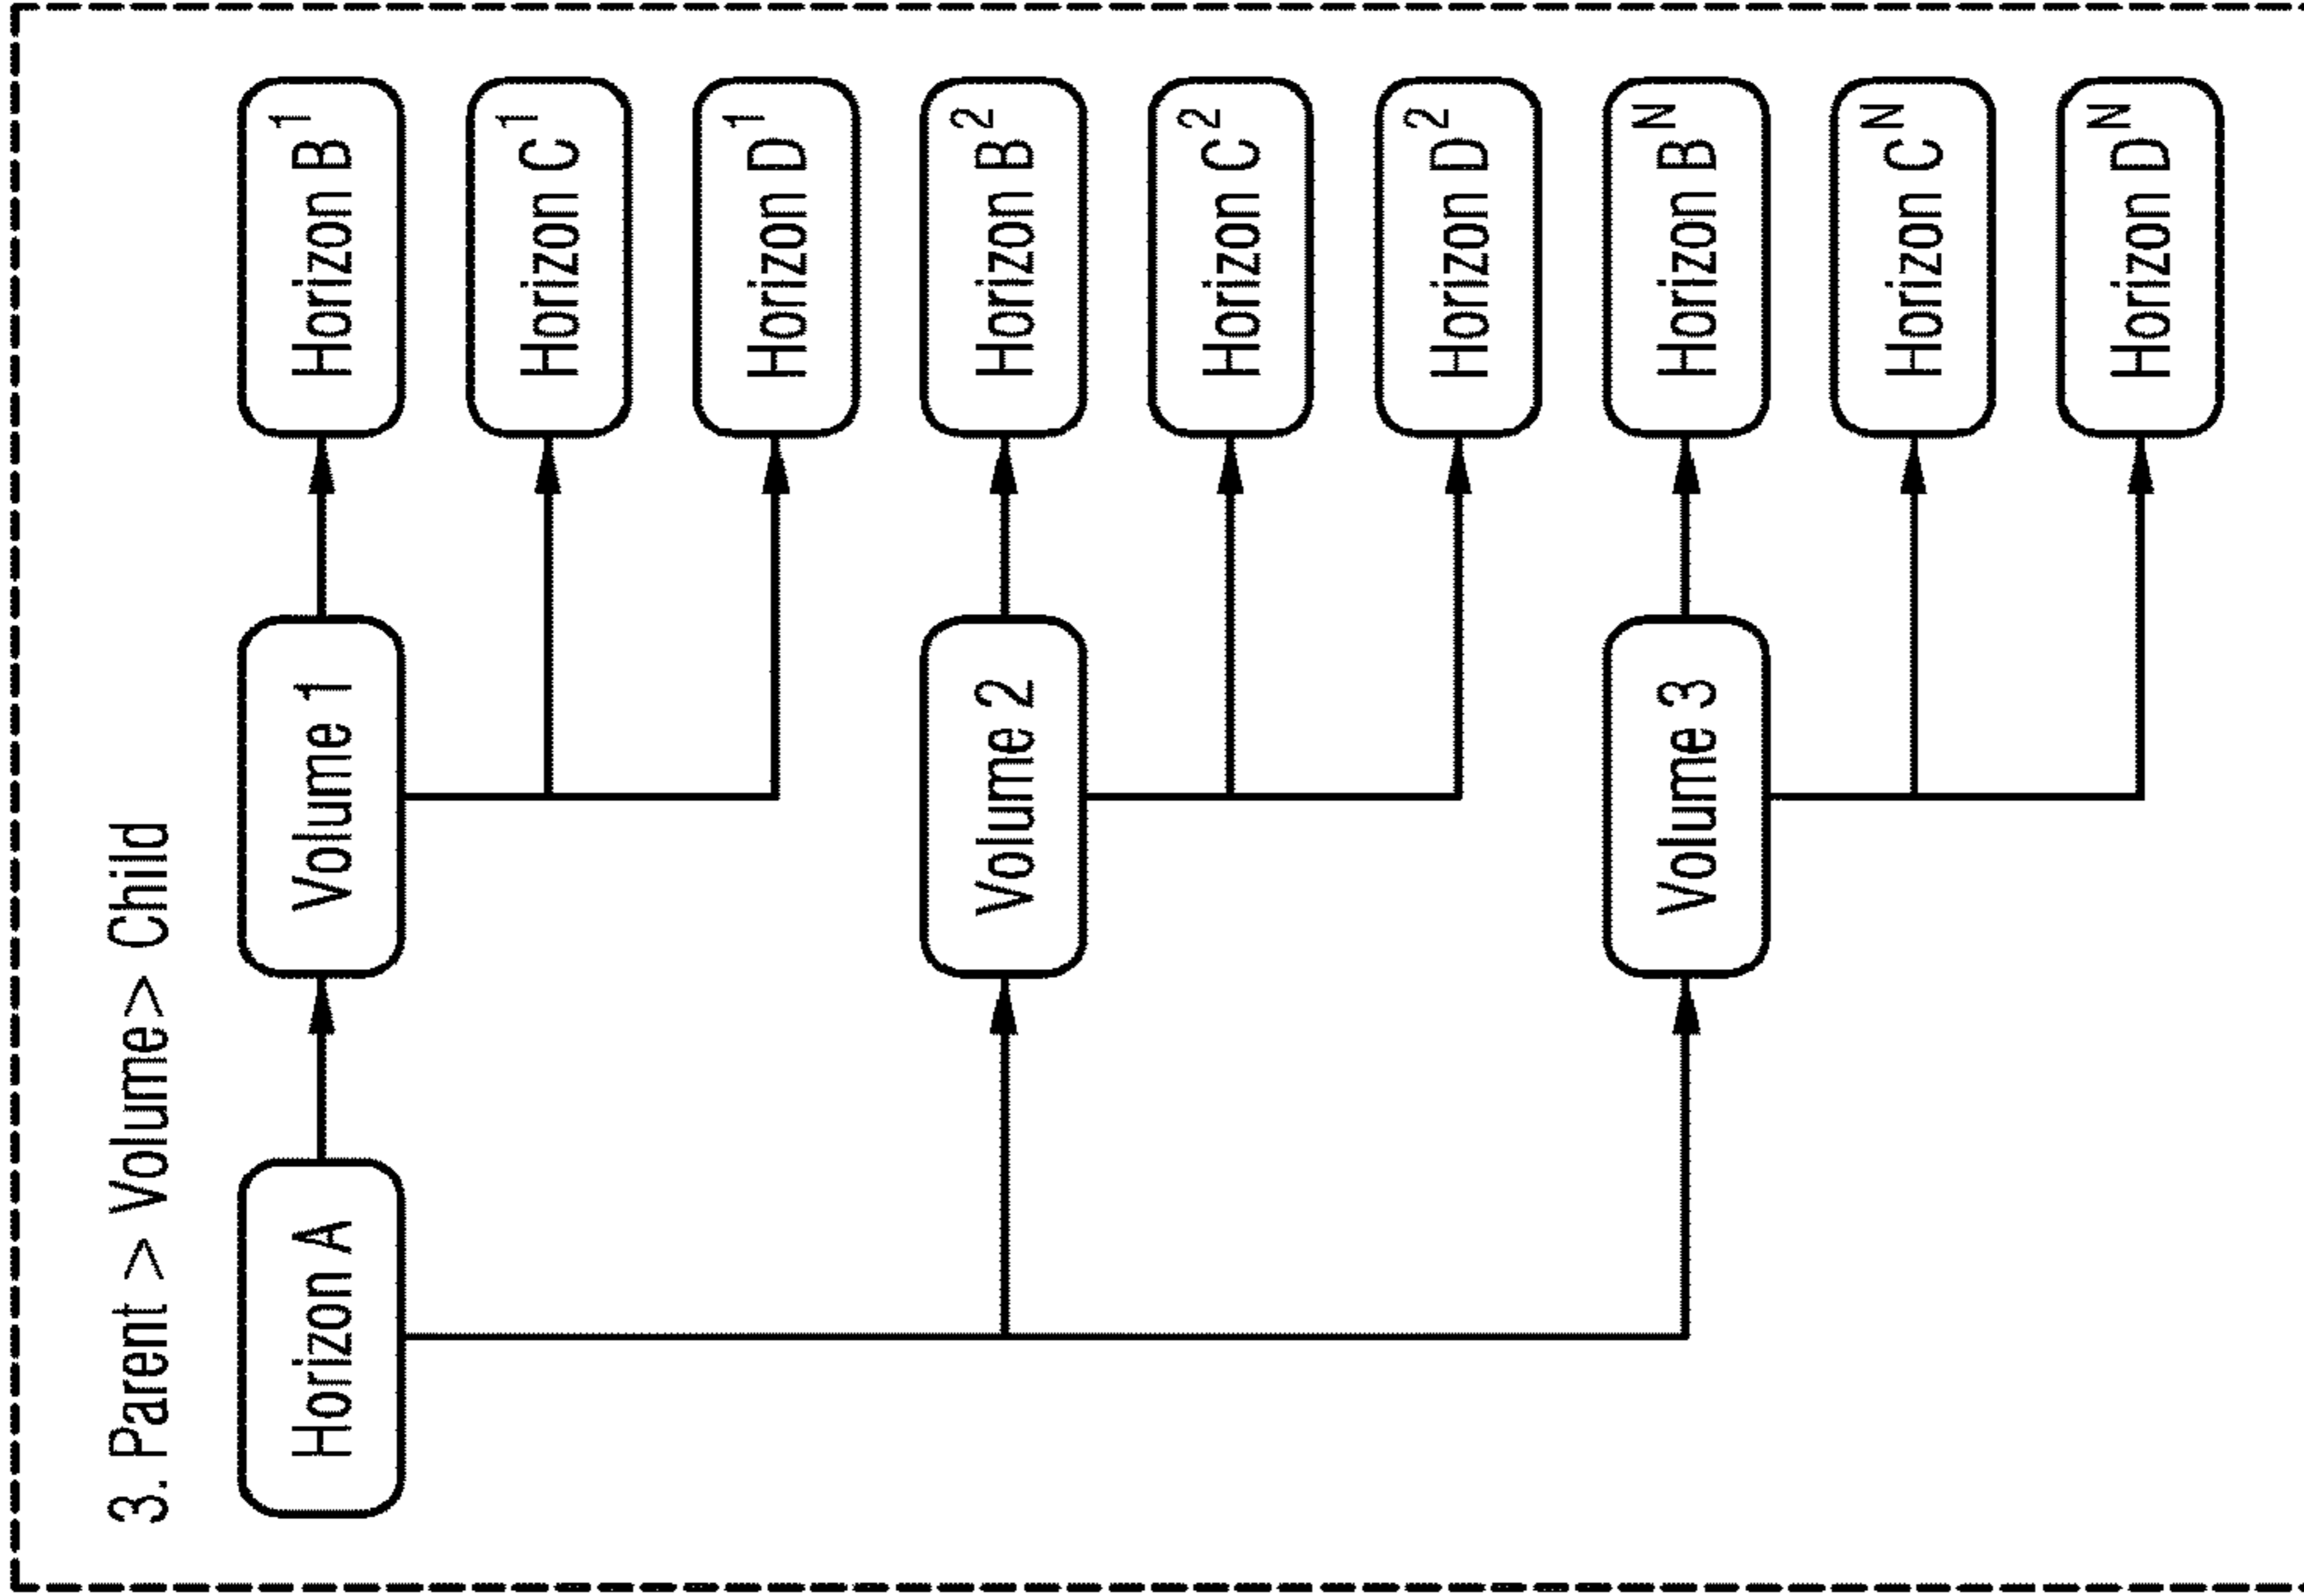 3. Parent > Volume> Child
Horizon A
Volume 1
Horizon B¹
Horizon C¹
Horizon D¹
Volume 2
Horizon B²
Horizon C²
Horizon D²
Volume 3
Horizon Bᴺ
Horizon Cᴺ
Horizon Dᴺ